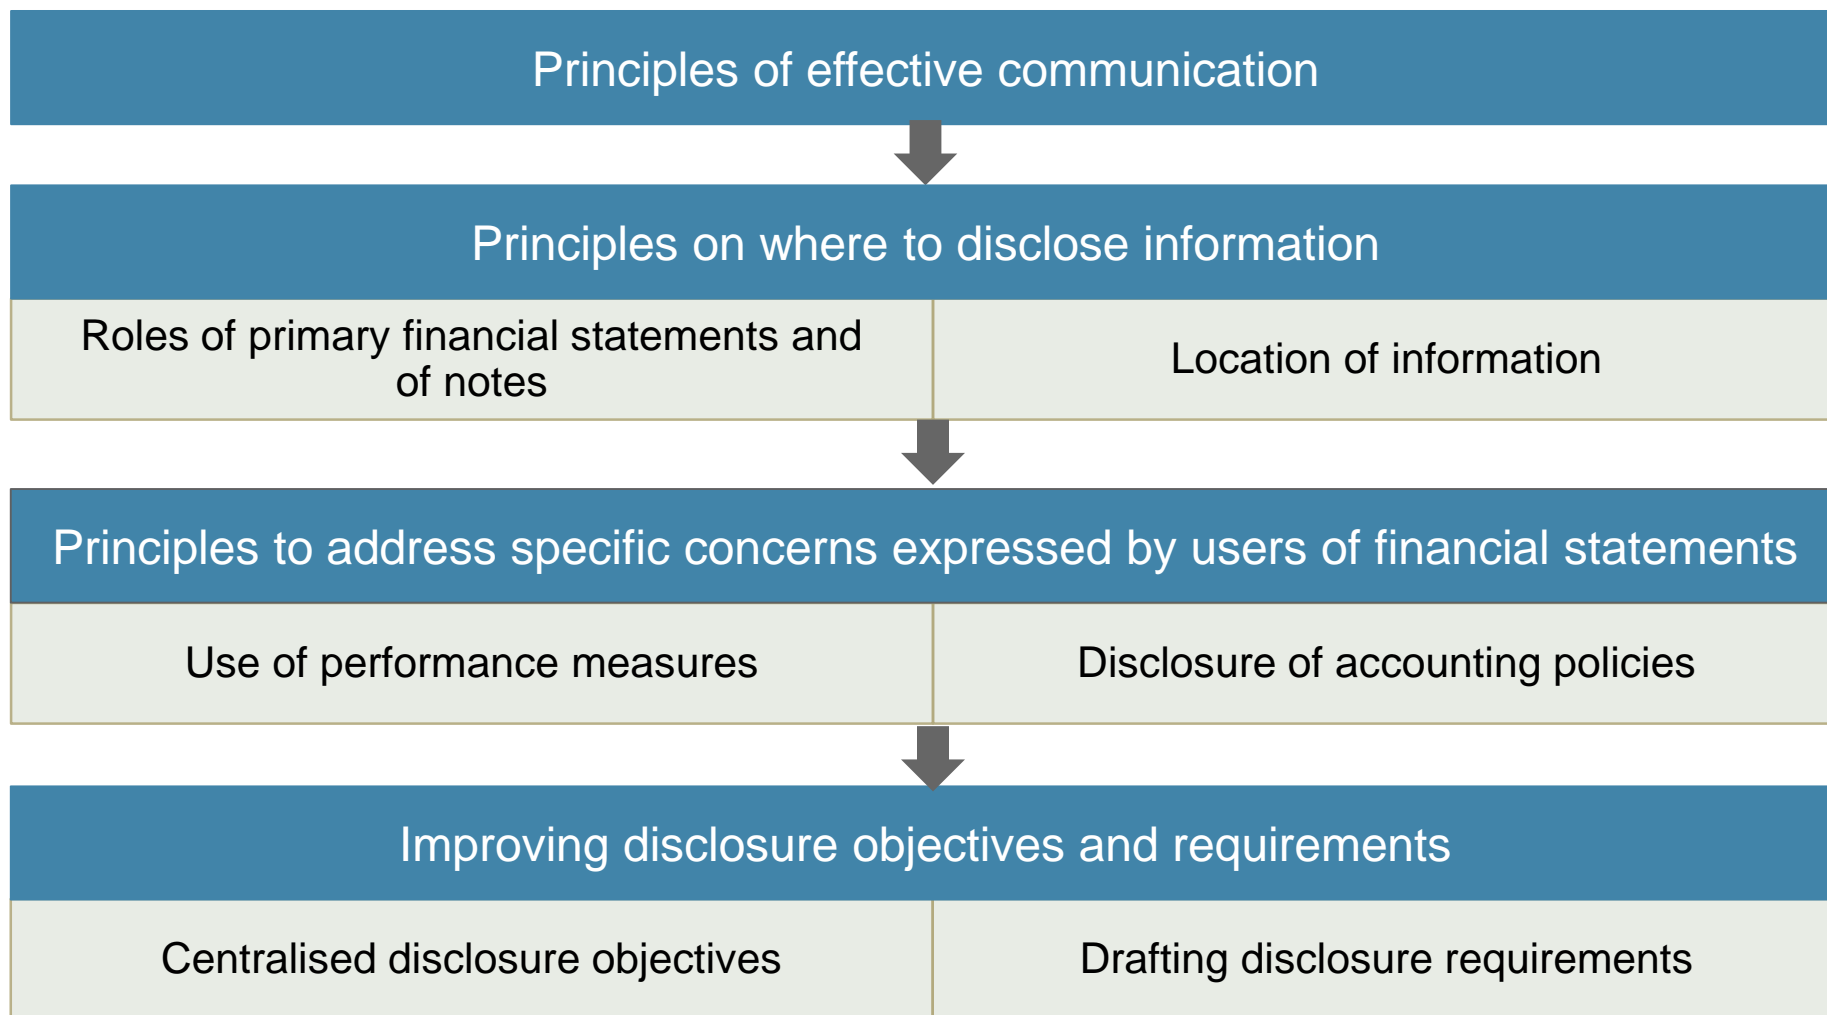 Principles of effective communication
Principles on where to disclose information
Roles of primary financial statements and
of notes
Location of information
Principles to address specific concerns expressed by users of financial statements
Use of performance measures
Disclosure of accounting policies
Improving disclosure objectives and requirements
Centralised disclosure objectives
Drafting disclosure requirements